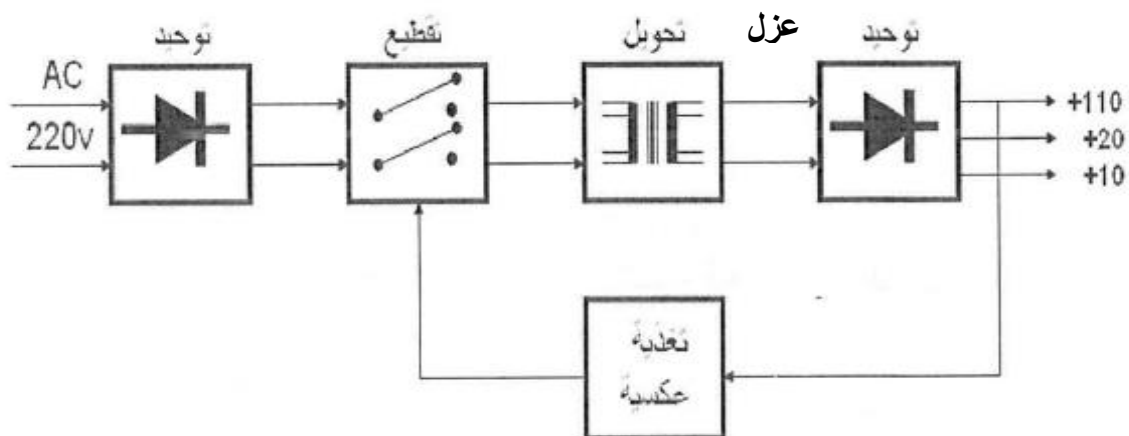 توحيد
تقطيع
تحويل
عزل
توحيد
AC
220v
+110
+20
+10
تغذية
عكسية